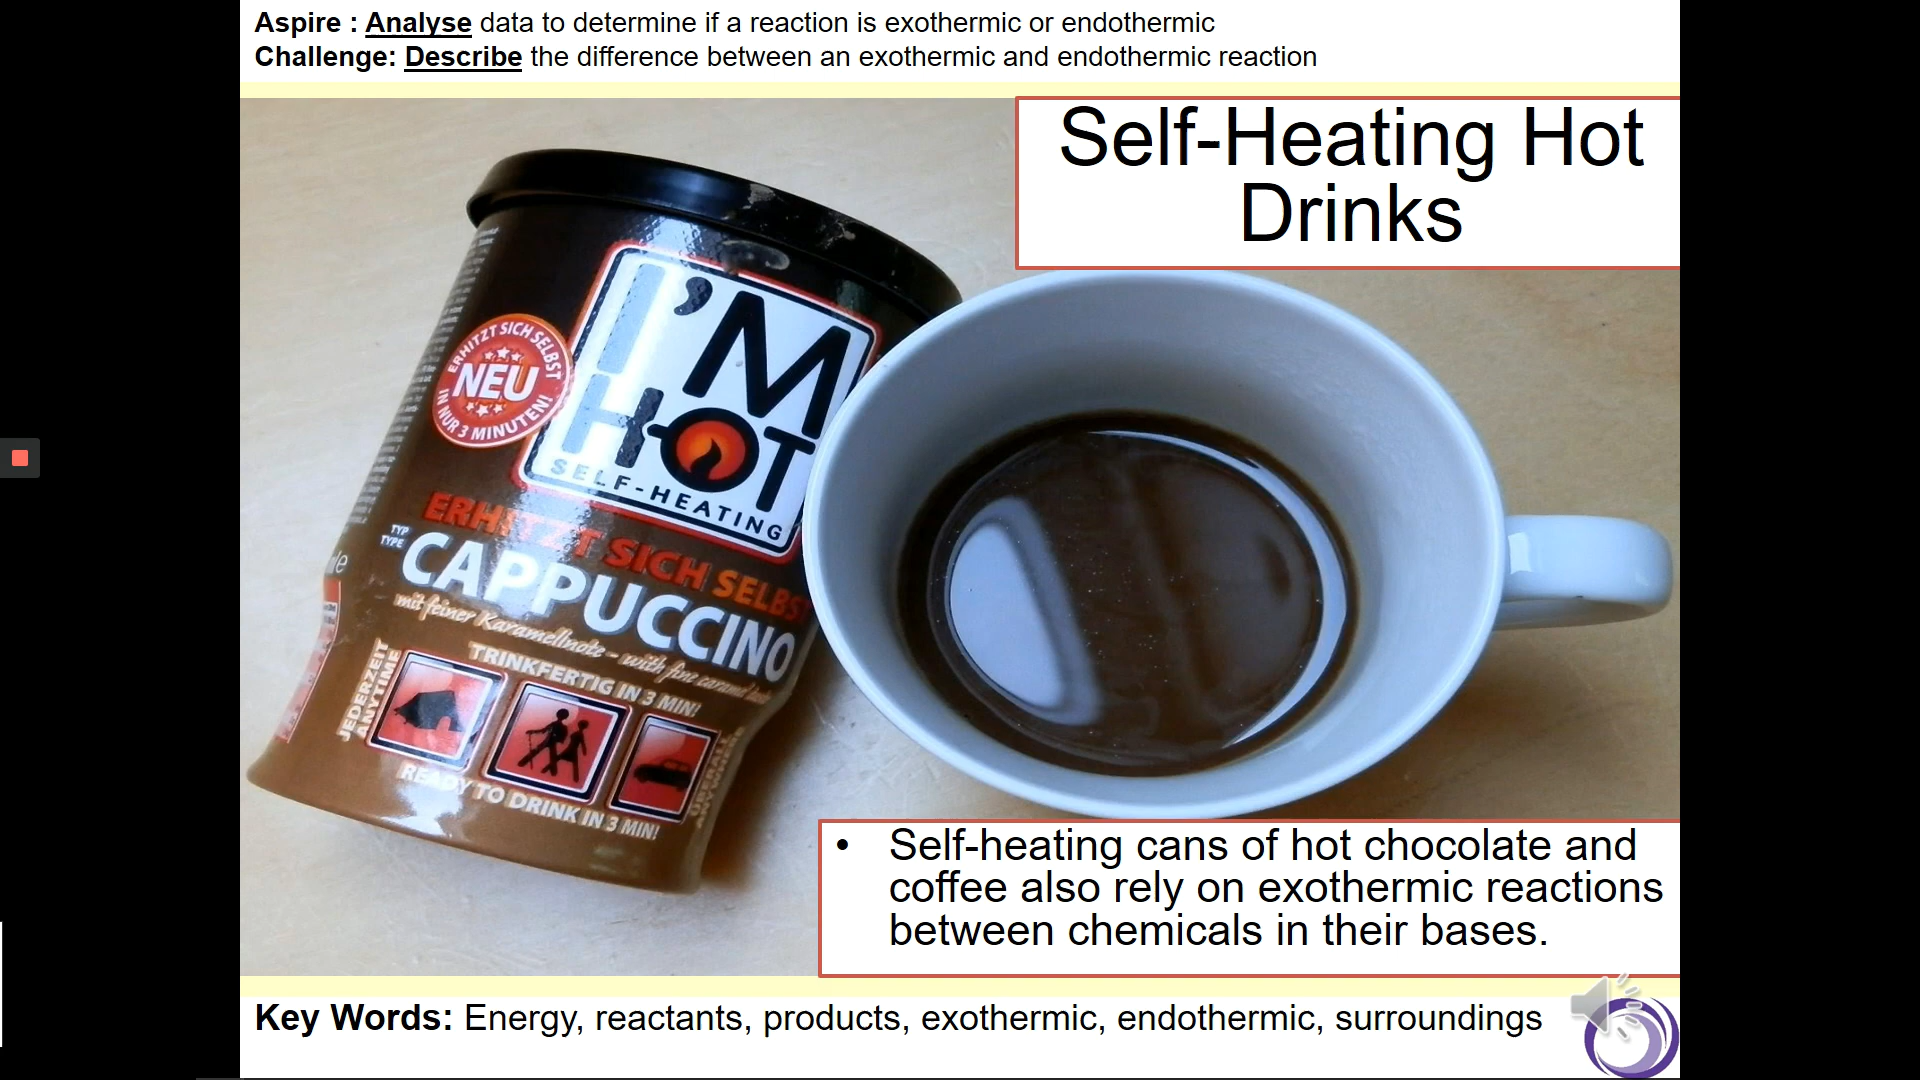 Aspire : Analyse data to determine if a reaction is exothermic or endothermic
Challenge: Describe the difference between an exothermic and endothermic reaction
Self-Heating Hot
Drinks
I'M
HOT
SELF-HEATING
ERHITZT SICH SELBST
NEU
IN NUR 3 MINUTEN!
ERHITZT SICH SELBST
TYP
TYPE
CAPPUCCINO
mit feiner Karamellnote - with fine caramel
TRINKFERTIG IN 3 MIN!
JEDERZEIT
ANYTIME
ÜBERALL
ANYWHERE
READY TO DRINK IN 3 MIN!
• Self-heating cans of hot chocolate and
coffee also rely on exothermic reactions
between chemicals in their bases.
Key Words: Energy, reactants, products, exothermic, endothermic, surroundings